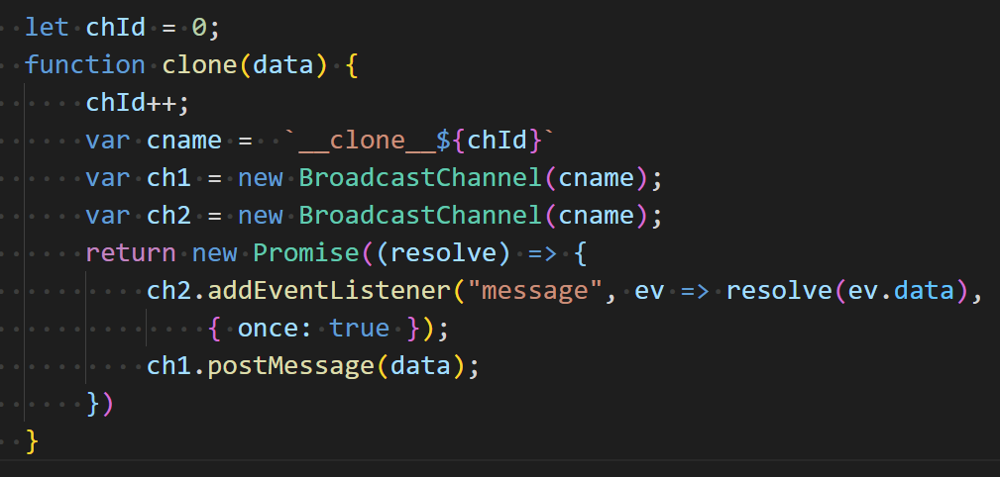 let chId = 0;
function clone(data) {
chId++;
var cname =  `__clone__${chId}`
var ch1 = new BroadcastChannel(cname);
var ch2 = new BroadcastChannel(cname);
return new Promise((resolve) => {
ch2.addEventListener("message", ev => resolve(ev.data),
{ once: true });
ch1.postMessage(data);
})
}